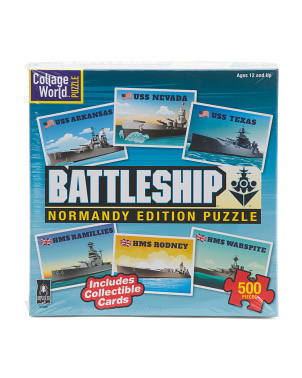 Collage
World
PUZZLE
Ages 12 and Up
USS ARKANSAS
USS NEVADA
USS TEXAS
BATTLESHIP
NORMANDY EDITION PUZZLE
HMS RAMILLIES
HMS RODNEY
HMS WARSPITE
Includes
Collectible
Cards
500
PIECES